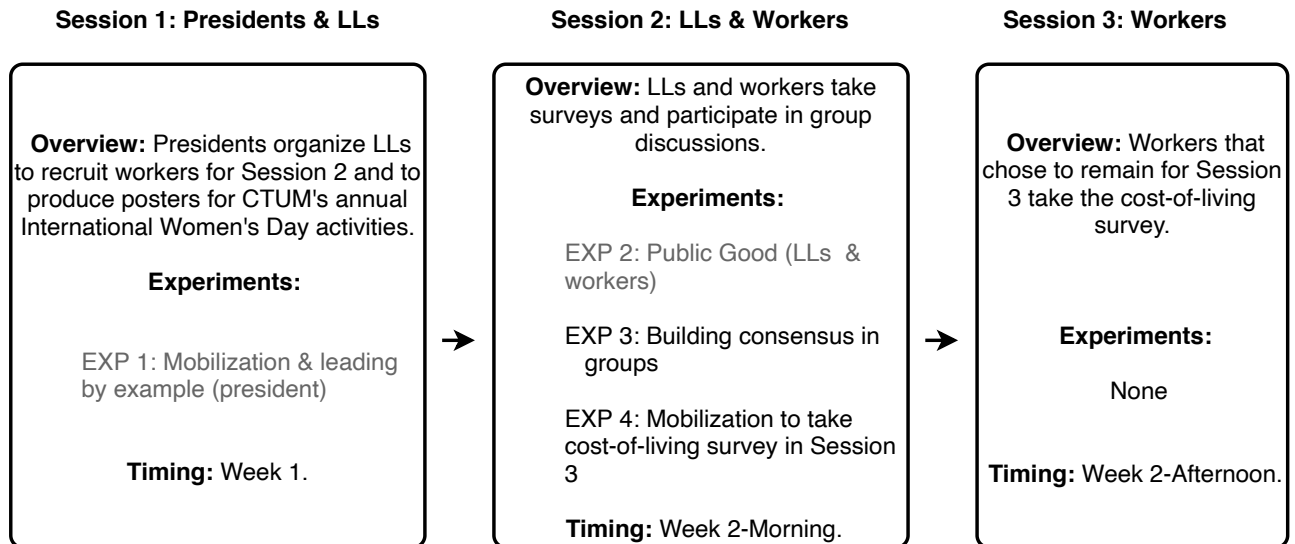 Session 1: Presidents & LLs
Overview: Presidents organize LLs
to recruit workers for Session 2 and to
produce posters for CTUM's annual
International Women's Day activities.
Experiments:
EXP 1: Mobilization & leading
by example (president)
Timing: Week 1.
Session 2: LLs & Workers
Overview: LLs and workers take
surveys and participate in group
discussions.
Experiments:
EXP 2: Public Good (LLs & 
workers)
EXP 3: Building consensus in
groups
EXP 4: Mobilization to take
cost-of-living survey in Session
3
Timing: Week 2-Morning.
Session 3: Workers
Overview: Workers that
chose to remain for Session
3 take the cost-of-living
survey.
Experiments:
None
Timing: Week 2-Afternoon.